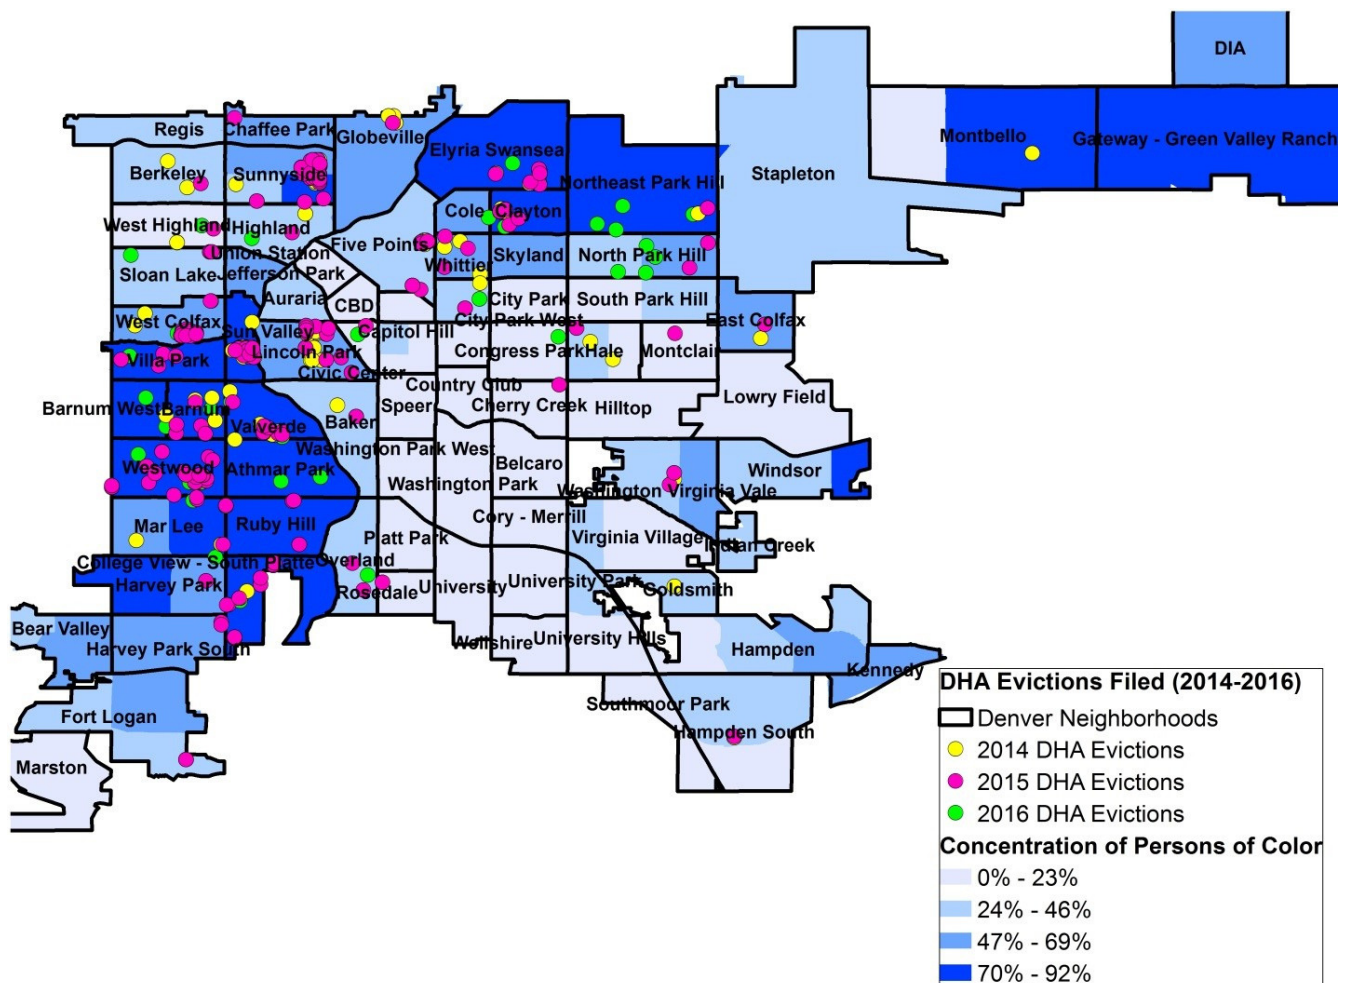 DIA
Regis
Chaffee Park
Globeville
Elyria Swansea
Montbello
Gateway - Green Valley Ranch
Berkeley
Sunnyside
Northeast Park Hill
Stapleton
West Highland
Highland
Cole
Clayton
Union Station
Five Points
Whittier
Skyland
North Park Hill
Sloan Lake
Jefferson Park
Auraria
CBD
City Park
South Park Hill
West Colfax
Sun Valley
Capitol Hill
City Park West
East Colfax
Villa Park
Lincoln Park
Congress Park
Hale
Montclair
Civic Center
Country Club
Barnum West
Barnum
Speer
Cherry Creek
Hilltop
Lowry Field
Valverde
Baker
Washington Park West
Belcaro
Westwood
Athmar Park
Washington Park
Washington Virginia Vale
Windsor
Mar Lee
Ruby Hill
Platt Park
Cory - Merrill
Virginia Village
Indian Creek
College View - South Platte
Overland
Harvey Park
Rosedale
University
University Park
Goldsmith
Bear Valley
Harvey Park South
Wellshire
University Hills
Hampden
Kennedy
Fort Logan
Southmoor Park
Hampden South
Marston
DHA Evictions Filed (2014-2016)
Denver Neighborhoods
2014 DHA Evictions
2015 DHA Evictions
2016 DHA Evictions
Concentration of Persons of Color
0% - 23%
24% - 46%
47% - 69%
70% - 92%